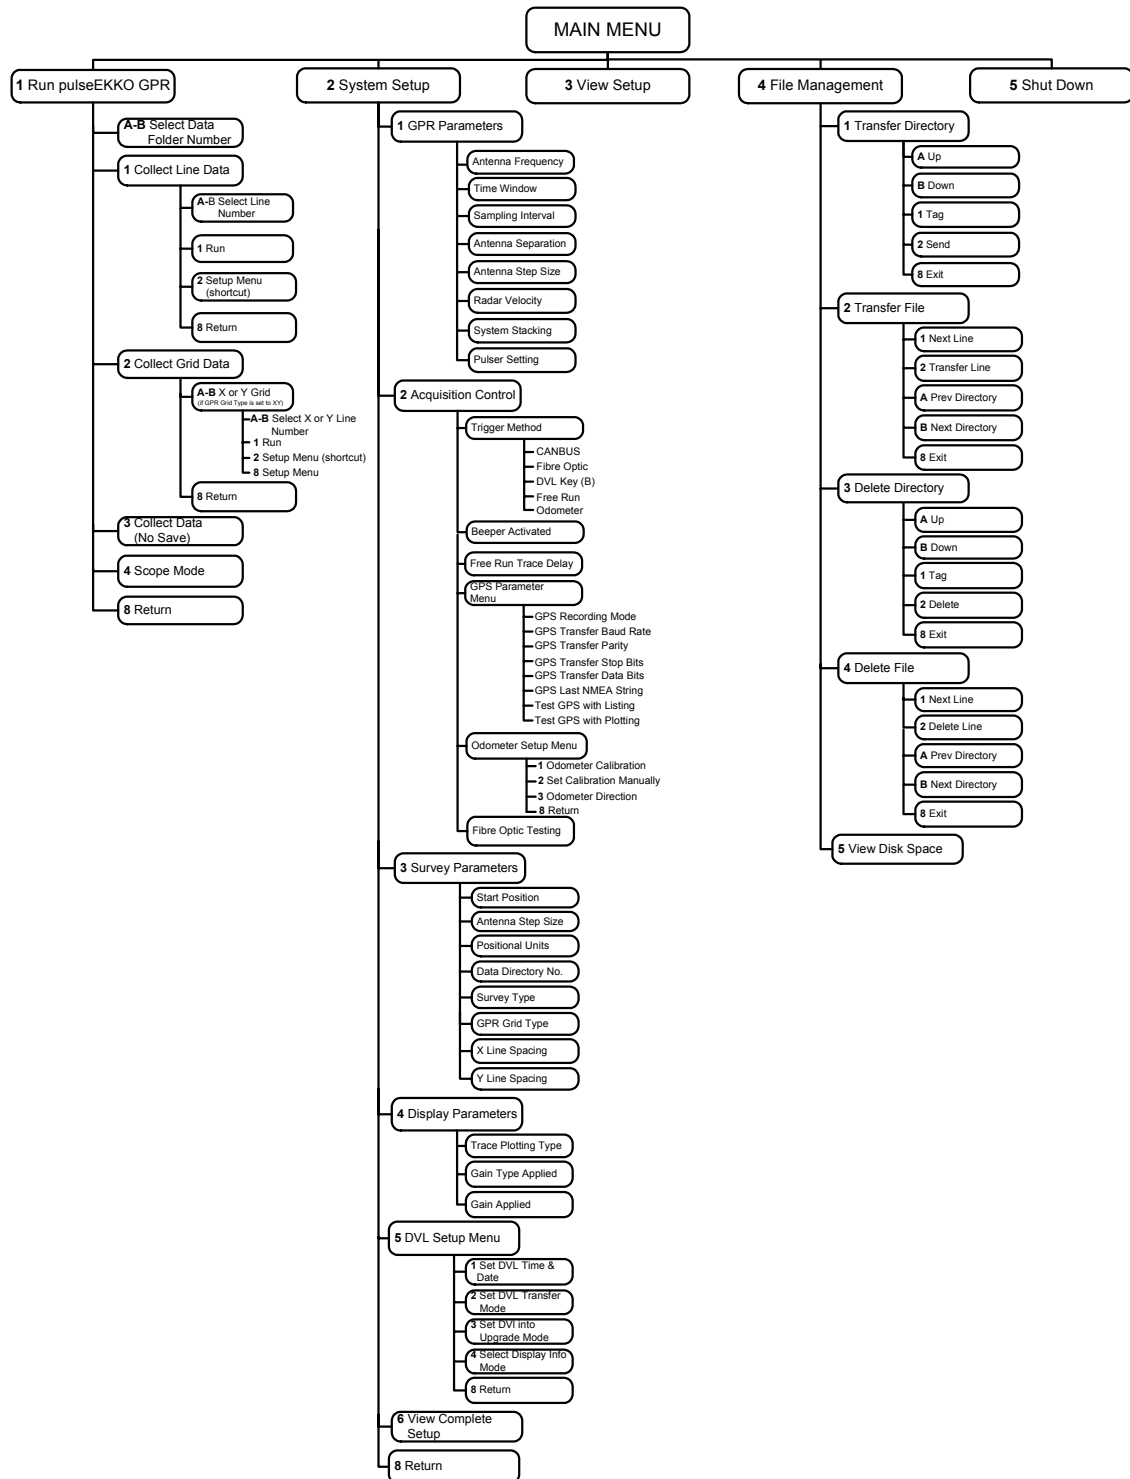 MAIN MENU
1 Run pulseEKKO GPR
A-B Select Data
Folder Number
1 Collect Line Data
A-B Select Line
Number
1 Run
2 Setup Menu
(shortcut)
8 Return
2 Collect Grid Data
A-B X or Y Grid
(if GPR Grid Type is set to XY)
A-B Select X or Y Line
Number
1 Run
2 Setup Menu (shortcut)
8 Setup Menu
8 Return
3 Collect Data
(No Save)
4 Scope Mode
8 Return
2 System Setup
1 GPR Parameters
Antenna Frequency
Time Window
Sampling Interval
Antenna Separation
Antenna Step Size
Radar Velocity
System Stacking
Pulser Setting
2 Acquisition Control
Trigger Method
CANBUS
Fibre Optic
DVL Key (B)
Free Run
Odometer
Beeper Activated
Free Run Trace Delay
GPS Parameter
Menu
GPS Recording Mode
GPS Transfer Baud Rate
GPS Transfer Parity
GPS Transfer Stop Bits
GPS Transfer Data Bits
GPS Last NMEA String
Test GPS with Listing
Test GPS with Plotting
Odometer Setup Menu
1 Odometer Calibration
2 Set Calibration Manually
3 Odometer Direction
8 Return
Fibre Optic Testing
3 Survey Parameters
Start Position
Antenna Step Size
Positional Units
Data Directory No.
Survey Type
GPR Grid Type
X Line Spacing
Y Line Spacing
4 Display Parameters
Trace Plotting Type
Gain Type Applied
Gain Applied
5 DVL Setup Menu
1 Set DVL Time &
Date
2 Set DVL Transfer
Mode
3 Set DVl into
Upgrade Mode
4 Select Display Info
Mode
8 Return
6 View Complete
Setup
8 Return
3 View Setup
4 File Management
1 Transfer Directory
A Up
B Down
1 Tag
2 Send
8 Exit
2 Transfer File
1 Next Line
2 Transfer Line
A Prev Directory
B Next Directory
8 Exit
3 Delete Directory
A Up
B Down
1 Tag
2 Delete
8 Exit
4 Delete File
1 Next Line
2 Delete Line
A Prev Directory
B Next Directory
8 Exit
5 View Disk Space
5 Shut Down